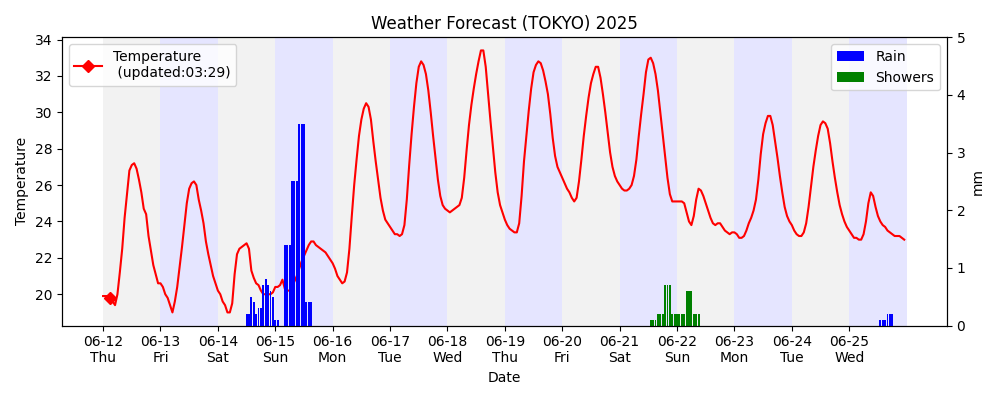 Weather Forecast (TOKYO) 2025
Temperature
(updated:03:29)
Rain
Showers
Temperature
34
32
30
28
26
24
22
20
5
4
3
2
1
0
mm
06-12 06-13 06-14 06-15 06-16 06-17 06-18 06-19 06-20 06-21 06-22 06-23 06-24 06-25
Thu Fri Sat Sun Mon Tue Wed Thu Fri Sat Sun Mon Tue Wed
Date